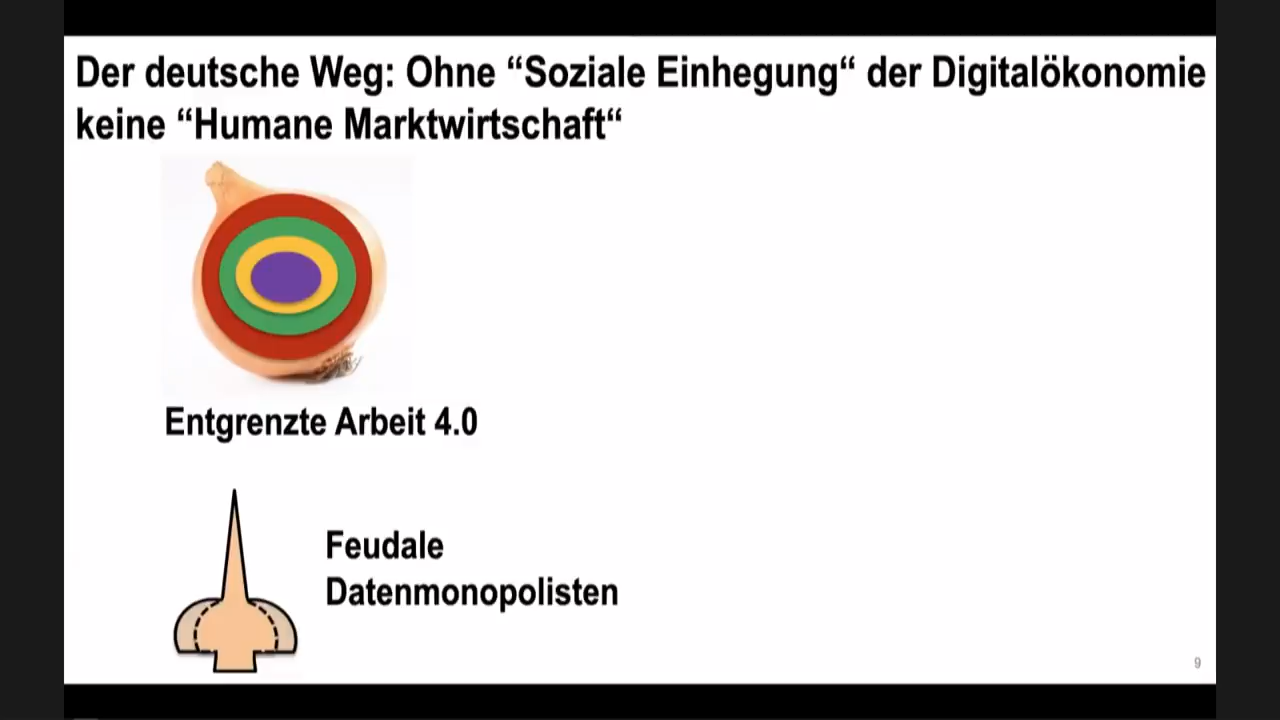 Der deutsche Weg: Ohne “Soziale Einhegung“ der Digitalökonomie
keine “Humane Marktwirtschaft“
Entgrenzte Arbeit 4.0
Feudale
Datenmonopolisten
9